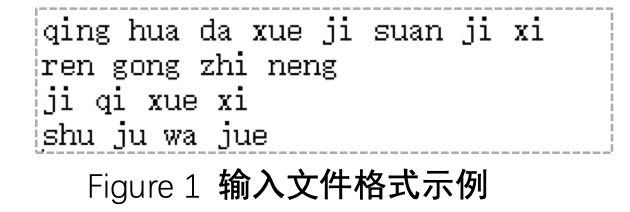 qing hua da xue ji suan ji xi
ren gong zhi neng
ji qi xue xi
shu ju wa jue
Figure 1 输入文件格式示例